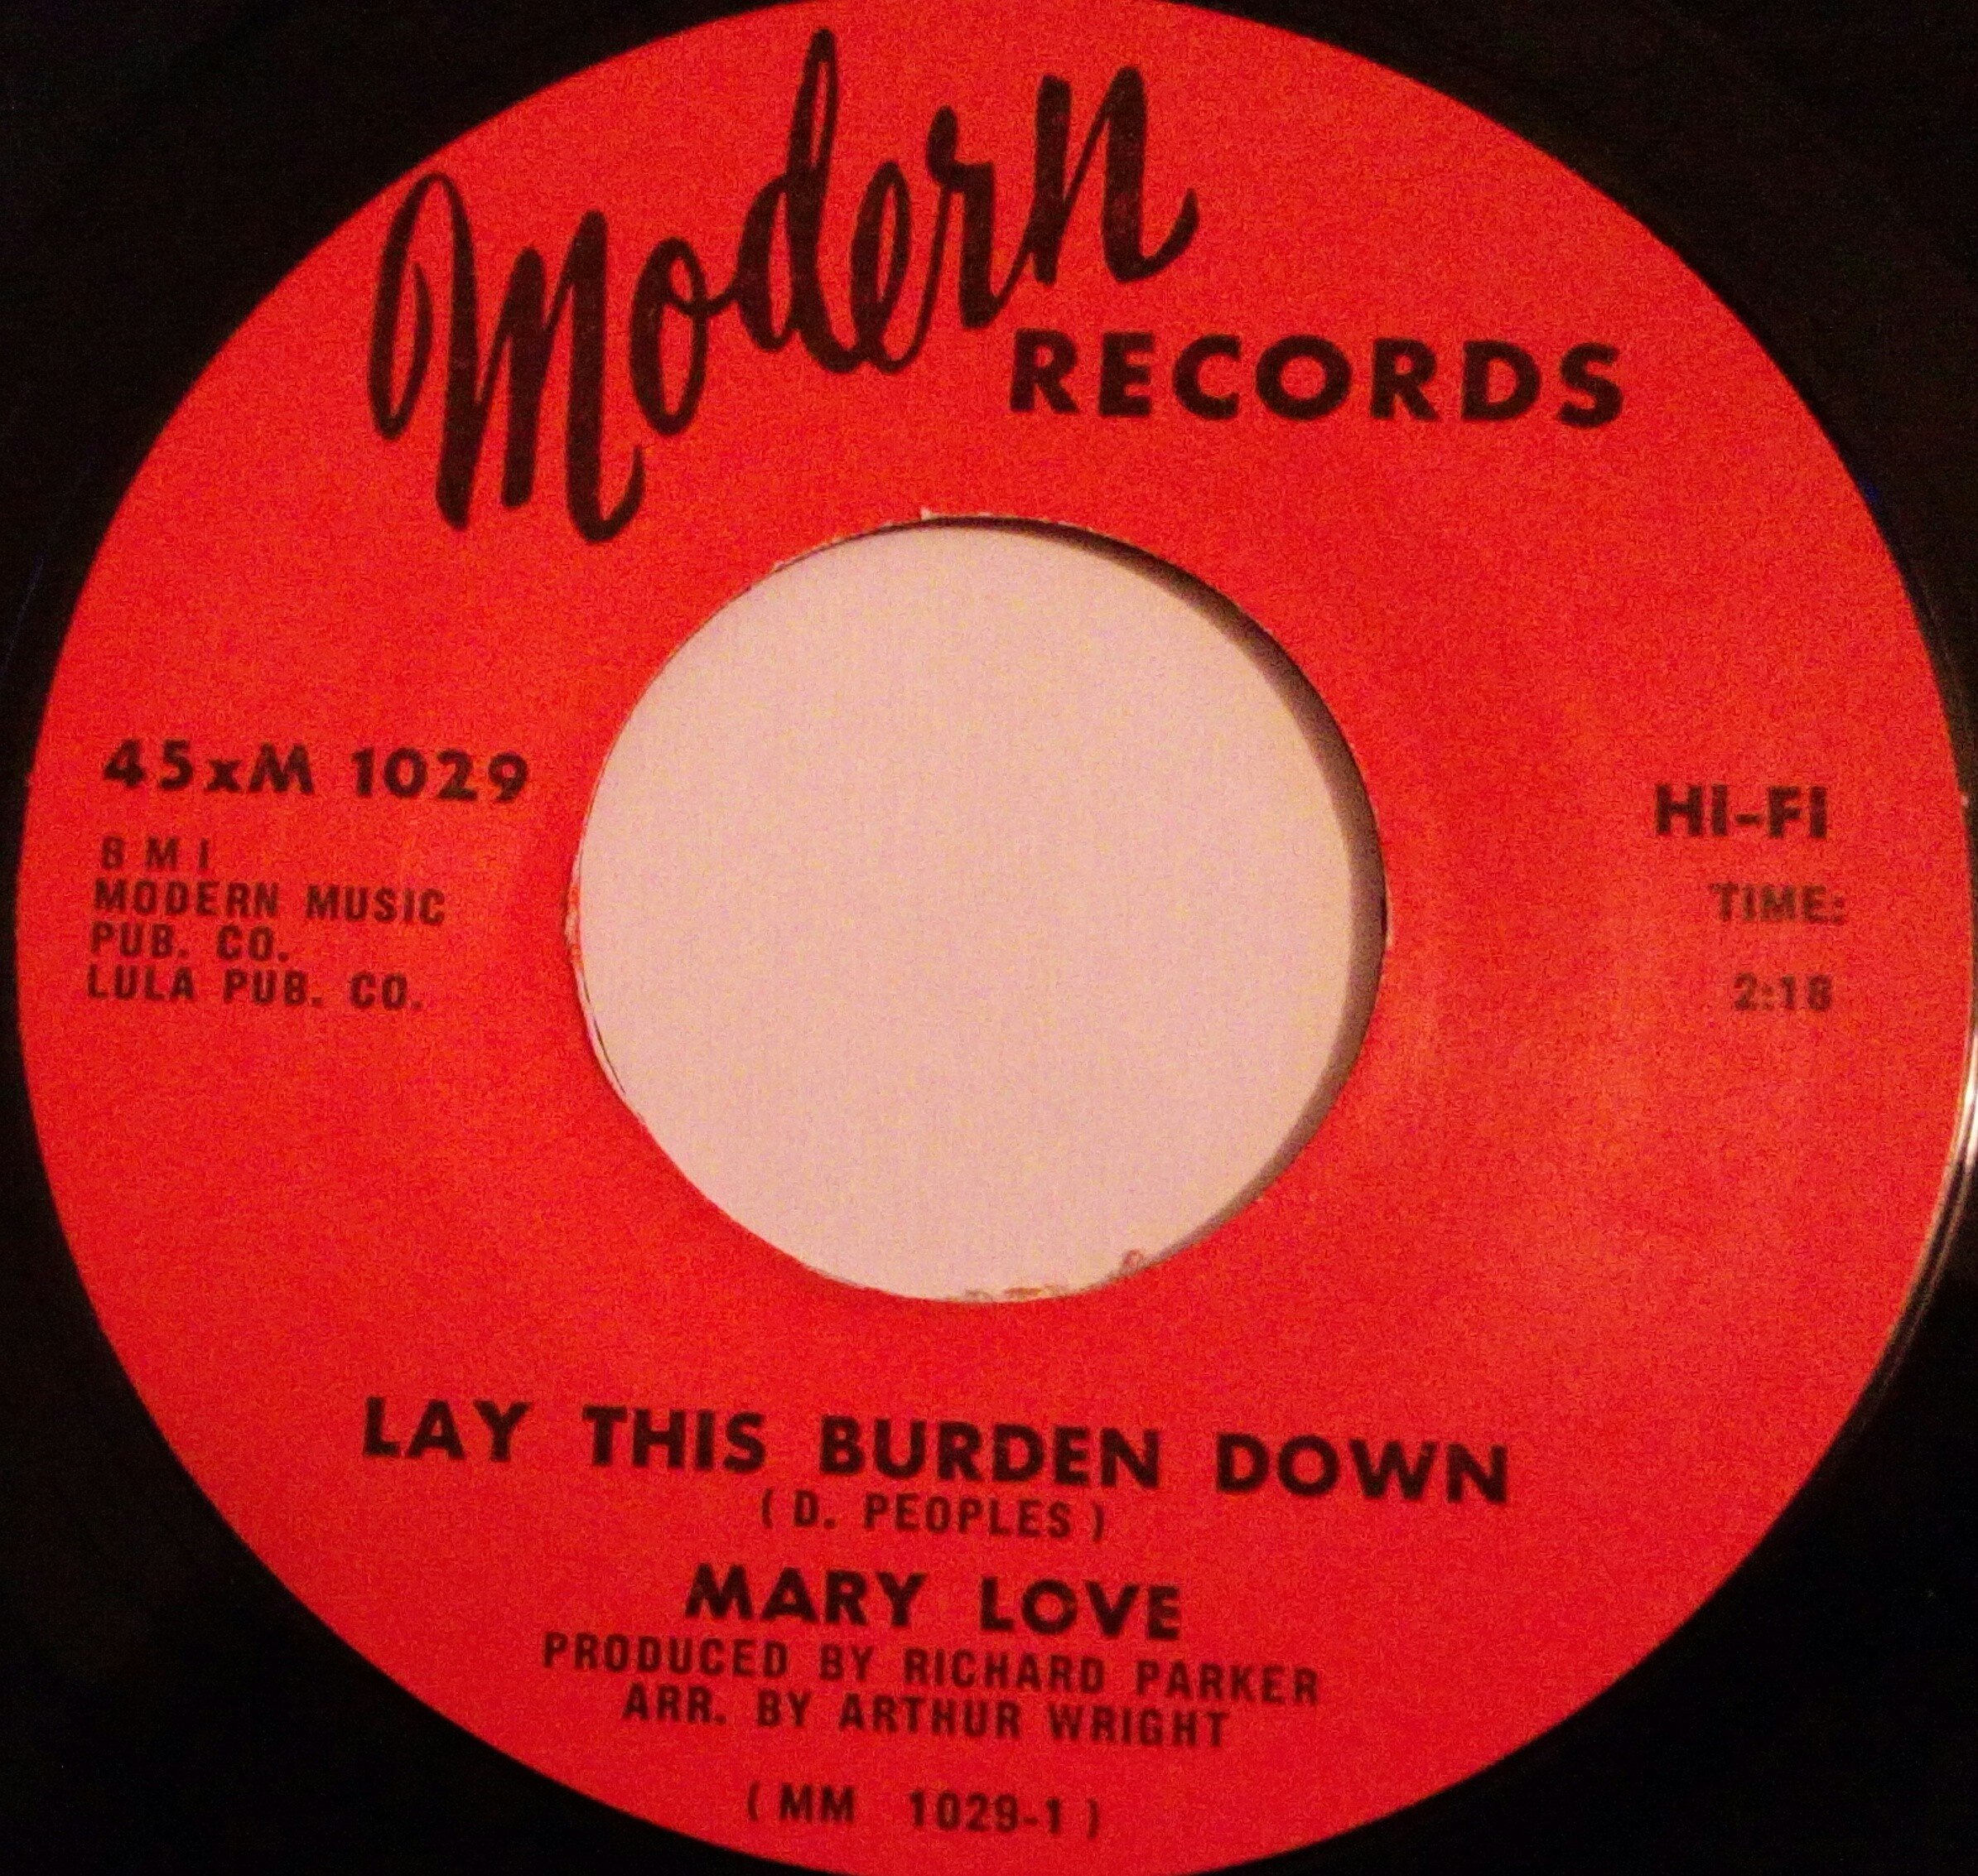 Modern
RECORDS
45xM 1029
BMI
MODERN MUSIC
PUB. CO.
LULA PUB. CO.
HI-FI
TIME:
2:18
LAY THIS BURDEN DOWN
( D. PEOPLES )
MARY LOVE
PRODUCED BY RICHARD PARKER
ARR. BY ARTHUR WRIGHT
( MM 1029-1 )